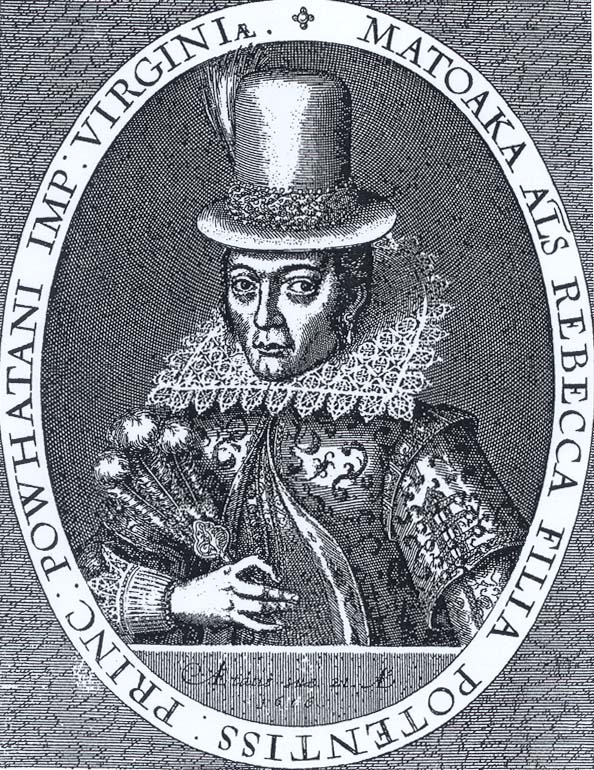 MATOAKA ALS REBECCA FILIA POTENTISS : PRINC : POWHATANI IMP : VIRGINIÆ .
Ætatis suæ 21. A°.
1616.